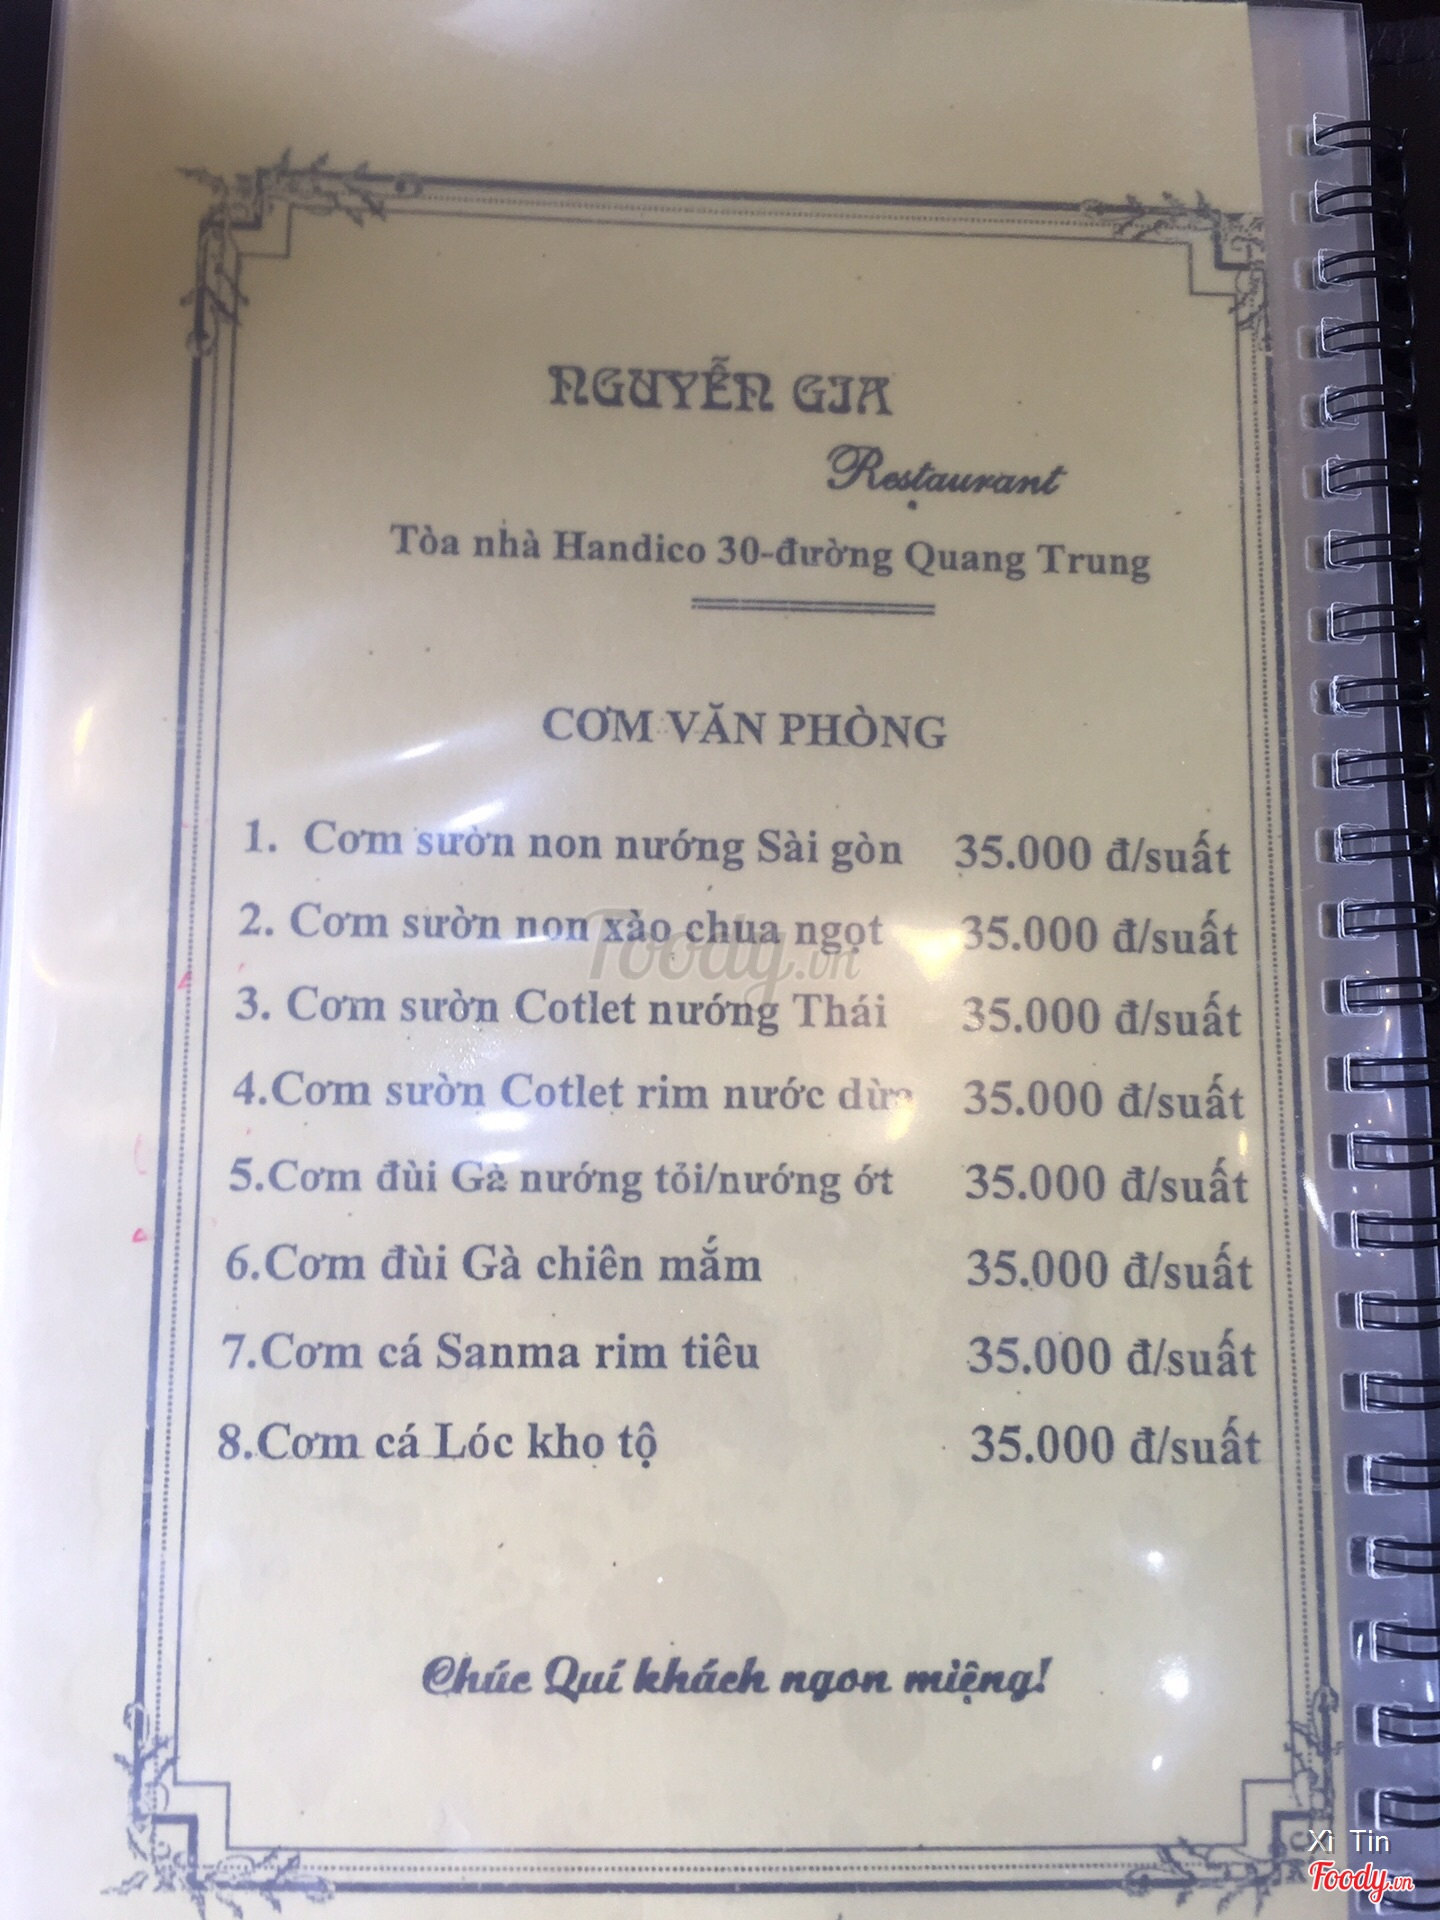 NGUYỄN GIA
Restaurant
Tòa nhà Handico 30-đường Quang Trung
CƠM VĂN PHÒNG
1. Cơm sườn non nướng Sài gòn 35.000 đ/suất
2. Cơm sườn non xào chua ngọt 35.000 đ/suất
3. Cơm sườn Cotlet nướng Thái 35.000 đ/suất
4.Cơm sườn Cotlet rim nước dừa 35.000 đ/suất
5.Cơm đùi Gà nướng tỏi/nướng ớt 35.000 đ/suất
6.Cơm đùi Gà chiên mắm 35.000 đ/suất
7.Cơm cá Sanma rim tiêu 35.000 đ/suất
8.Cơm cá Lóc kho tộ 35.000 đ/suất
Foody.vn
Chúc Quí khách ngon miệng!
Xì Tin
Foody.vn